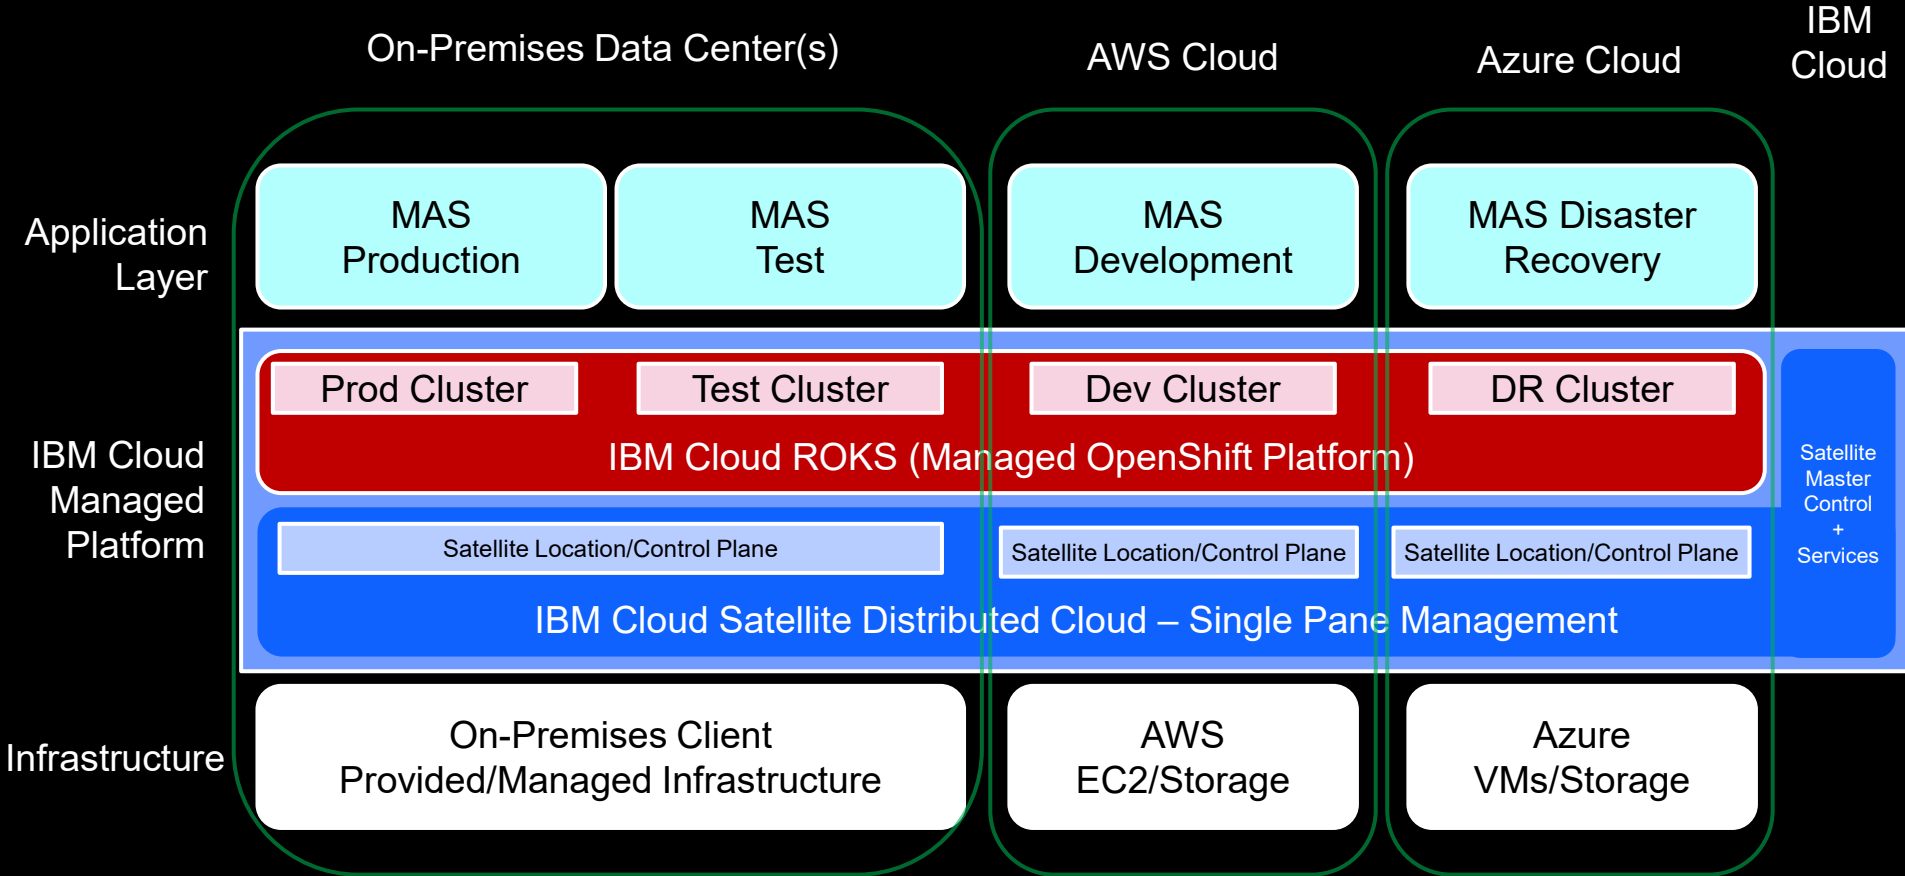 On-Premises Data Center(s)
AWS Cloud
Azure Cloud
IBM
Cloud
Application
Layer
MAS
Production
MAS
Test
MAS
Development
MAS Disaster
Recovery
IBM Cloud
Managed
Platform
Prod Cluster
Test Cluster
Dev Cluster
DR Cluster
IBM Cloud ROKS (Managed OpenShift Platform)
Satellite Location/Control Plane
Satellite Location/Control Plane
Satellite Location/Control Plane
IBM Cloud Satellite Distributed Cloud – Single Pane Management
Satellite
Master
Control
+
Services
Infrastructure
On-Premises Client
Provided/Managed Infrastructure
AWS
EC2/Storage
Azure
VMs/Storage